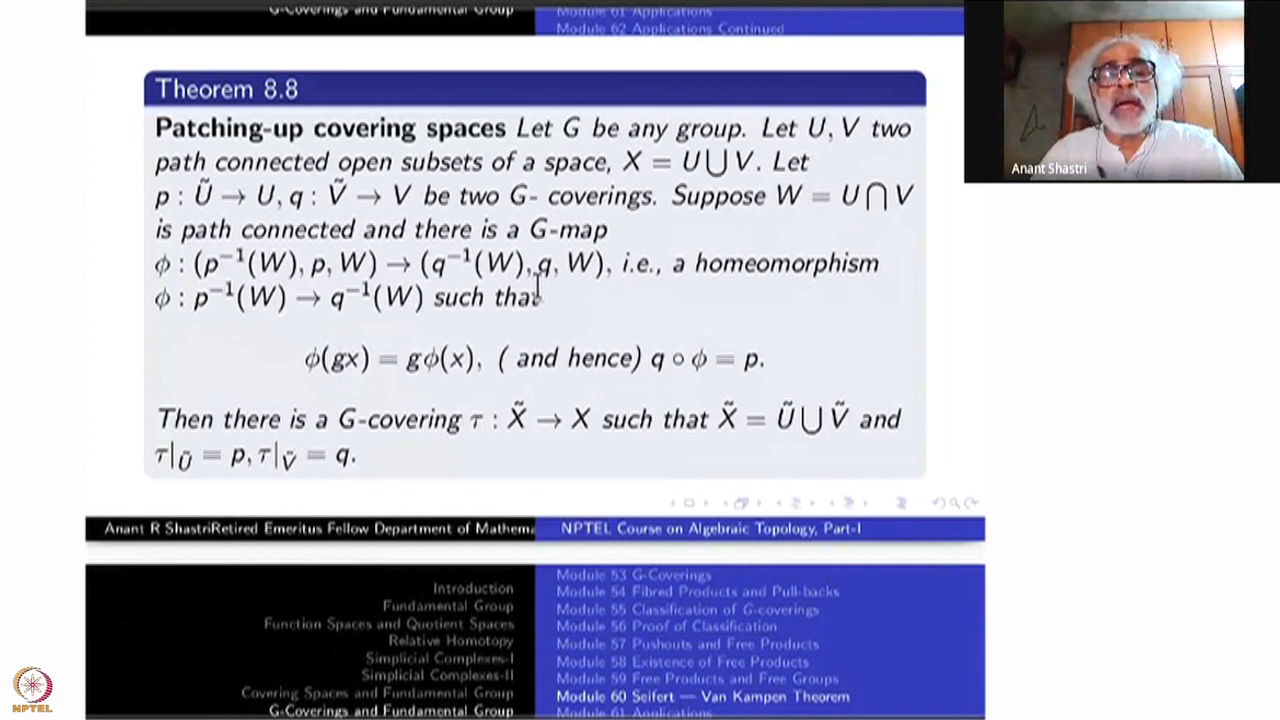 G-Coverings and Fundamental Group
Module 61 Applications
Module 62 Applications Continued
Theorem 8.8
Patching-up covering spaces Let G be any group. Let U, V two
path connected open subsets of a space, X = U ⋃ V. Let
p : Ũ → U, q : Ṽ → V be two G- coverings. Suppose W = U ⋂ V
is path connected and there is a G-map
ϕ : (p⁻¹(W), p, W) → (q⁻¹(W), q, W), i.e., a homeomorphism
ϕ : p⁻¹(W) → q⁻¹(W) such that
ϕ(gx) = gϕ(x), ( and hence) q ∘ ϕ = p.
Then there is a G-covering τ : X̃ → X such that X̃ = Ũ ⋃ Ṽ and
τ|Ũ = p, τ|Ṽ = q.
Anant Shastri
Anant R ShastriRetired Emeritus Fellow Department of Mathema
NPTEL Course on Algebraic Topology, Part-I
Introduction
Fundamental Group
Function Spaces and Quotient Spaces
Relative Homotopy
Simplicial Complexes-I
Simplicial Complexes-II
Covering Spaces and Fundamental Group
G-Coverings and Fundamental Group
Module 53 G-Coverings
Module 54 Fibred Products and Pull-backs
Module 55 Classification of G-coverings
Module 56 Proof of Classification
Module 57 Pushouts and Free Products
Module 58 Existence of Free Products
Module 59 Free Products and Free Groups
Module 60 Seifert — Van Kampen Theorem
Module 61 Applications
NPTEL